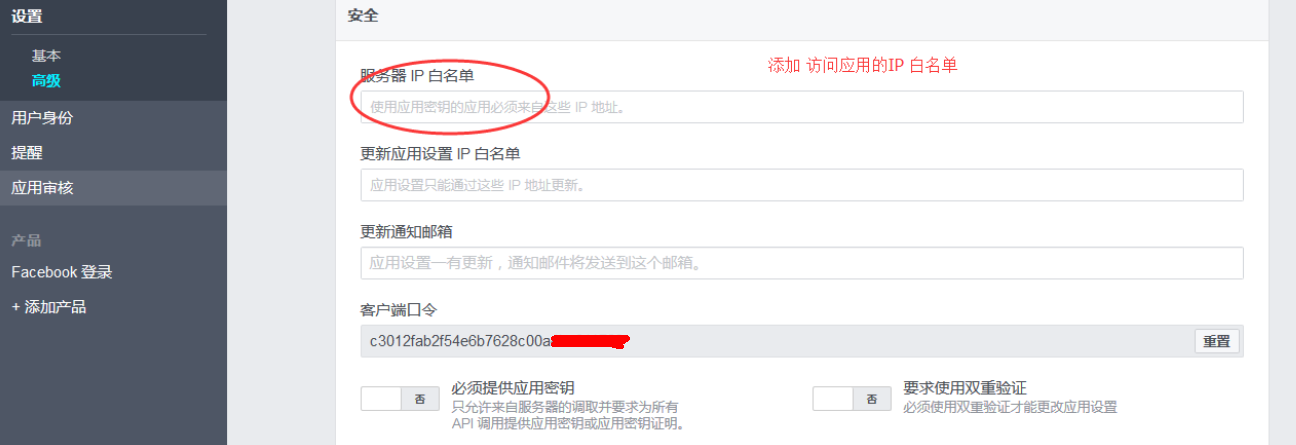 设置
基本
高级
用户身份
提醒
应用审核
产品
Facebook 登录
+ 添加产品
安全
服务器 IP 白名单
添加 访问应用的IP 白名单
使用应用密钥的应用必须来自这些 IP 地址。
更新应用设置 IP 白名单
应用设置只能通过这些 IP 地址更新。
更新通知邮箱
应用设置一有更新，通知邮件将发送到这个邮箱。
客户端口令
c3012fab2f54e6b7628c00a
重置
否
必须提供应用密钥
只允许来自服务器的调取并要求为所有
API 调用提供应用密钥或应用密钥证明。
否
要求使用双重验证
必须使用双重验证才能更改应用设置